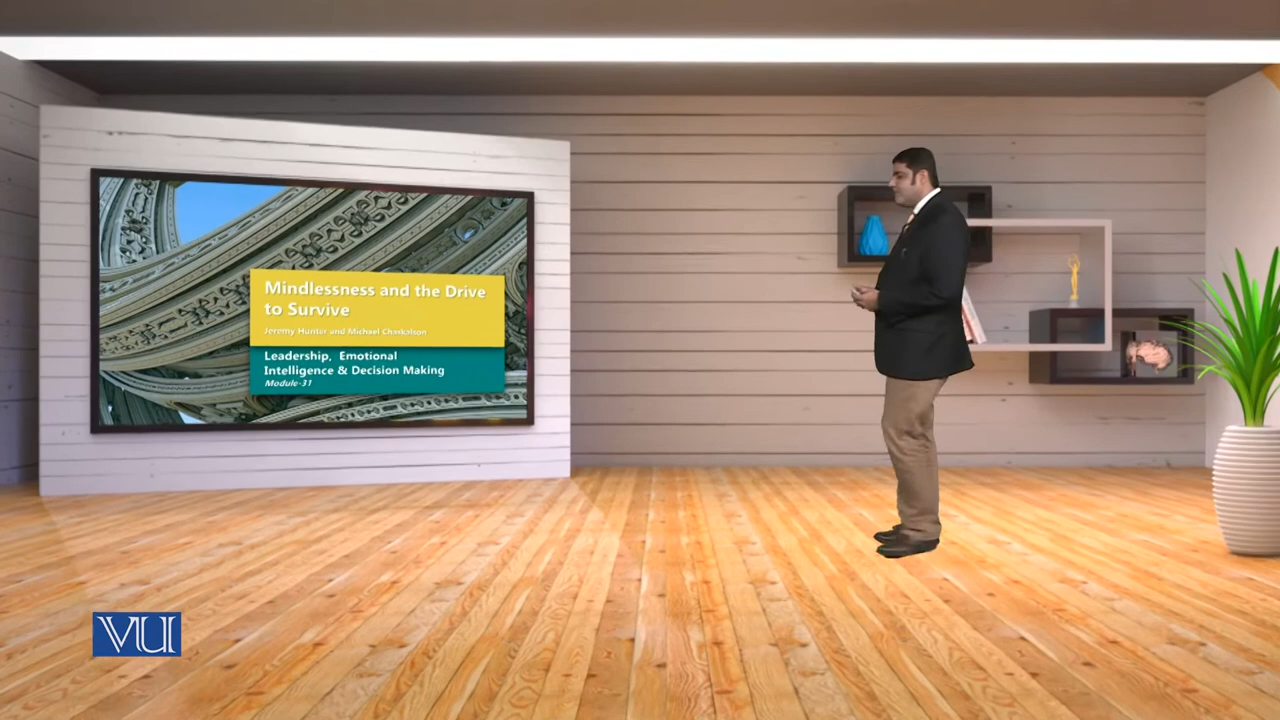 Mindlessness and the Drive
to Survive
Jeremy Hunter and Michael Chaskalson
Leadership, Emotional
Intelligence & Decision Making
Module-31
VU